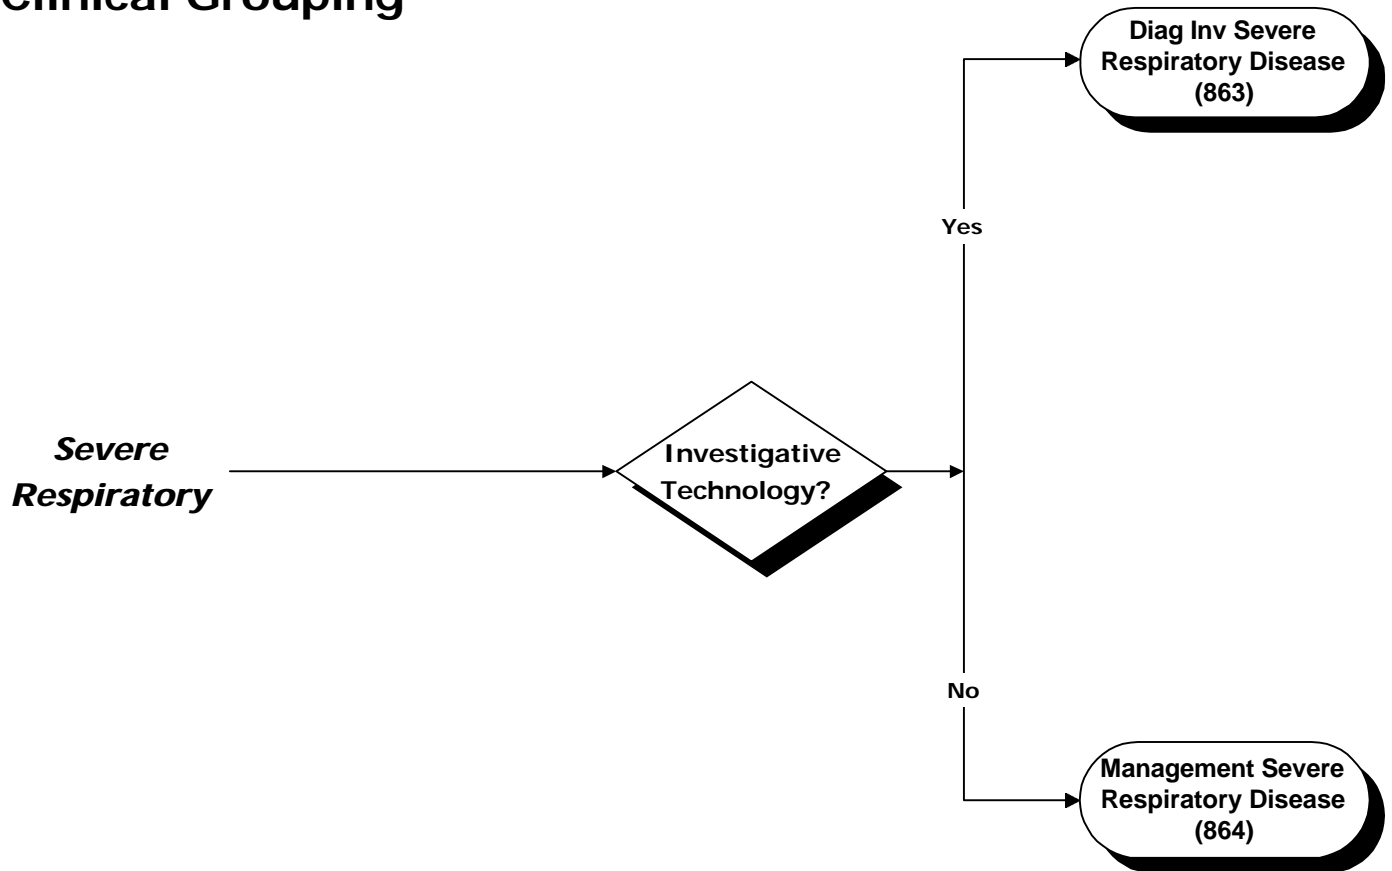 Clinical Grouping
Diag Inv Severe
Respiratory Disease
(863)
Yes
Severe
Respiratory
Investigative
Technology?
No
Management Severe
Respiratory Disease
(864)